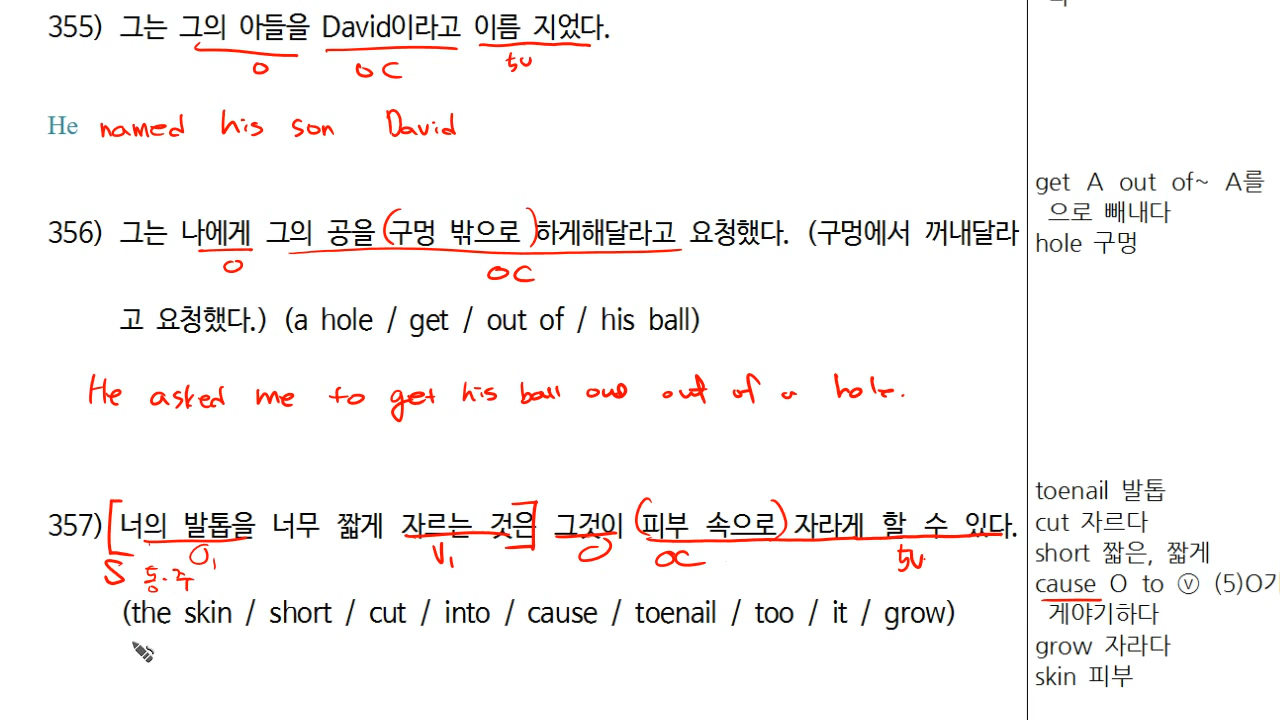 355) 그는 그의 아들을 David이라고 이름 지었다.
O OC 5V
He named his son David
get A out of~ A를
으로 빼내다
hole 구멍
356) 그는 나에게 그의 공을 (구멍 밖으로) 하게해달라고 요청했다. (구멍에서 꺼내달라
O OC
고 요청했다.) (a hole / get / out of / his ball)
He asked me to get his ball out of a hole.
toenail 발톱
cut 자르다
short 짧은, 짧게
cause O to ⓥ (5)O가
게야기하다
grow 자라다
skin 피부
357) [너의 발톱을 너무 짧게 자르는 것은] 그것이 (피부 속으로) 자라게 할 수 있다.
S 동.주 O1 V1 O OC 5V
(the skin / short / cut / into / cause / toenail / too / it / grow)